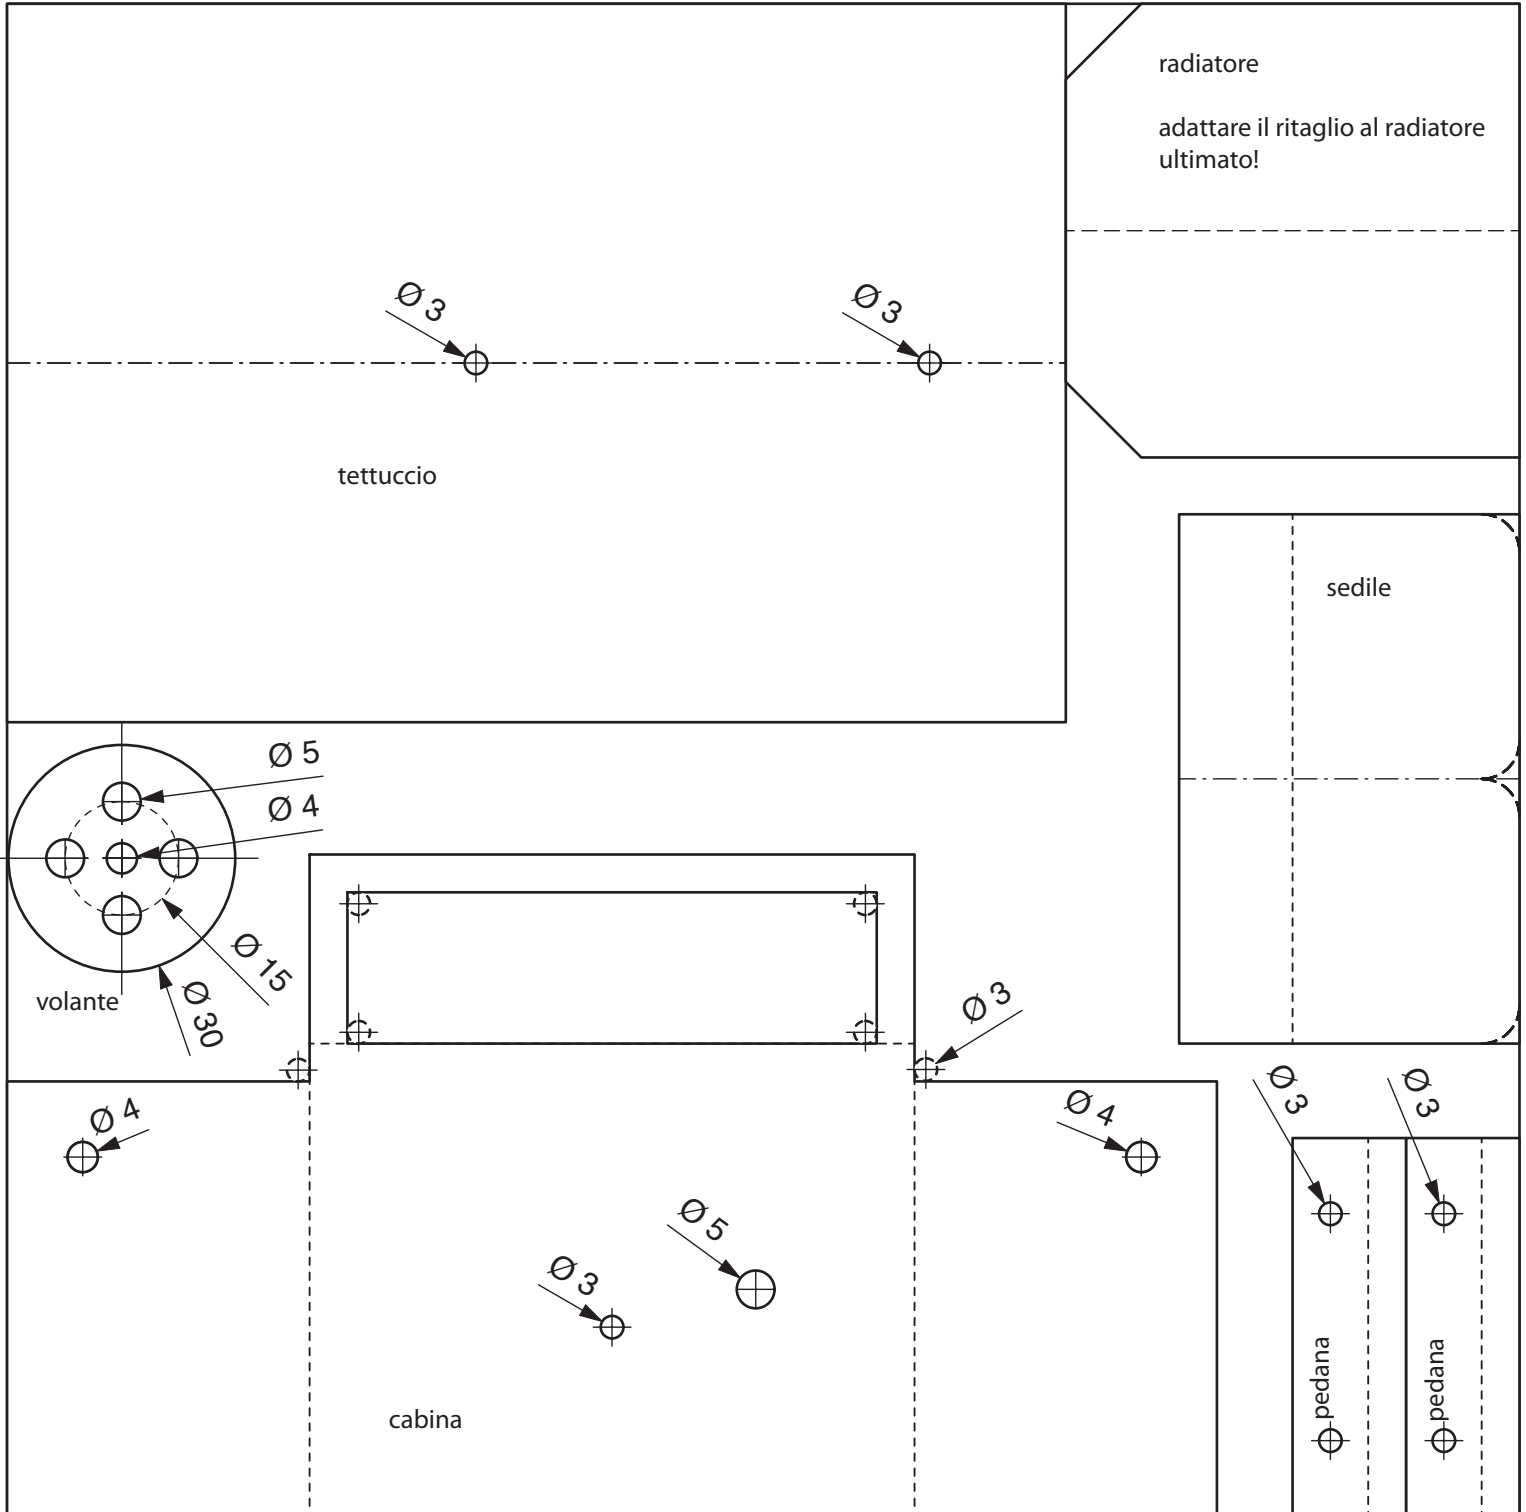 radiatore
adattare il ritaglio al radiatore
ultimato!
Ø 3
Ø 3
tettuccio
sedile
Ø 5
Ø 4
Ø 15
Ø 30
volante
Ø 3
Ø 4
Ø 4
Ø 3
Ø 3
Ø 5
Ø 3
pedana
pedana
cabina